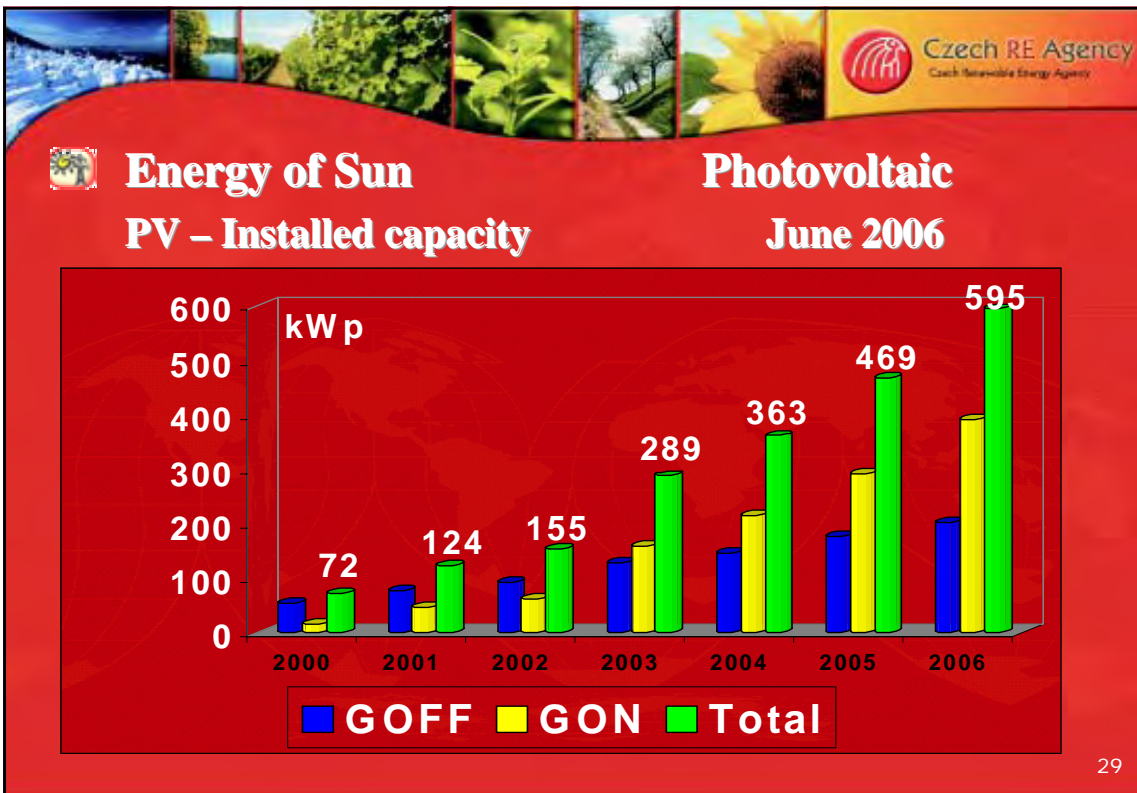 Czech RE Agency
Czech Renewable Energy Agency
Energy of Sun Photovoltaic
PV – Installed capacity June 2006
kWp
600
500
400
300
200
100
0
72
124
155
289
363
469
595
2000 2001 2002 2003 2004 2005 2006
GOFF GON Total
29